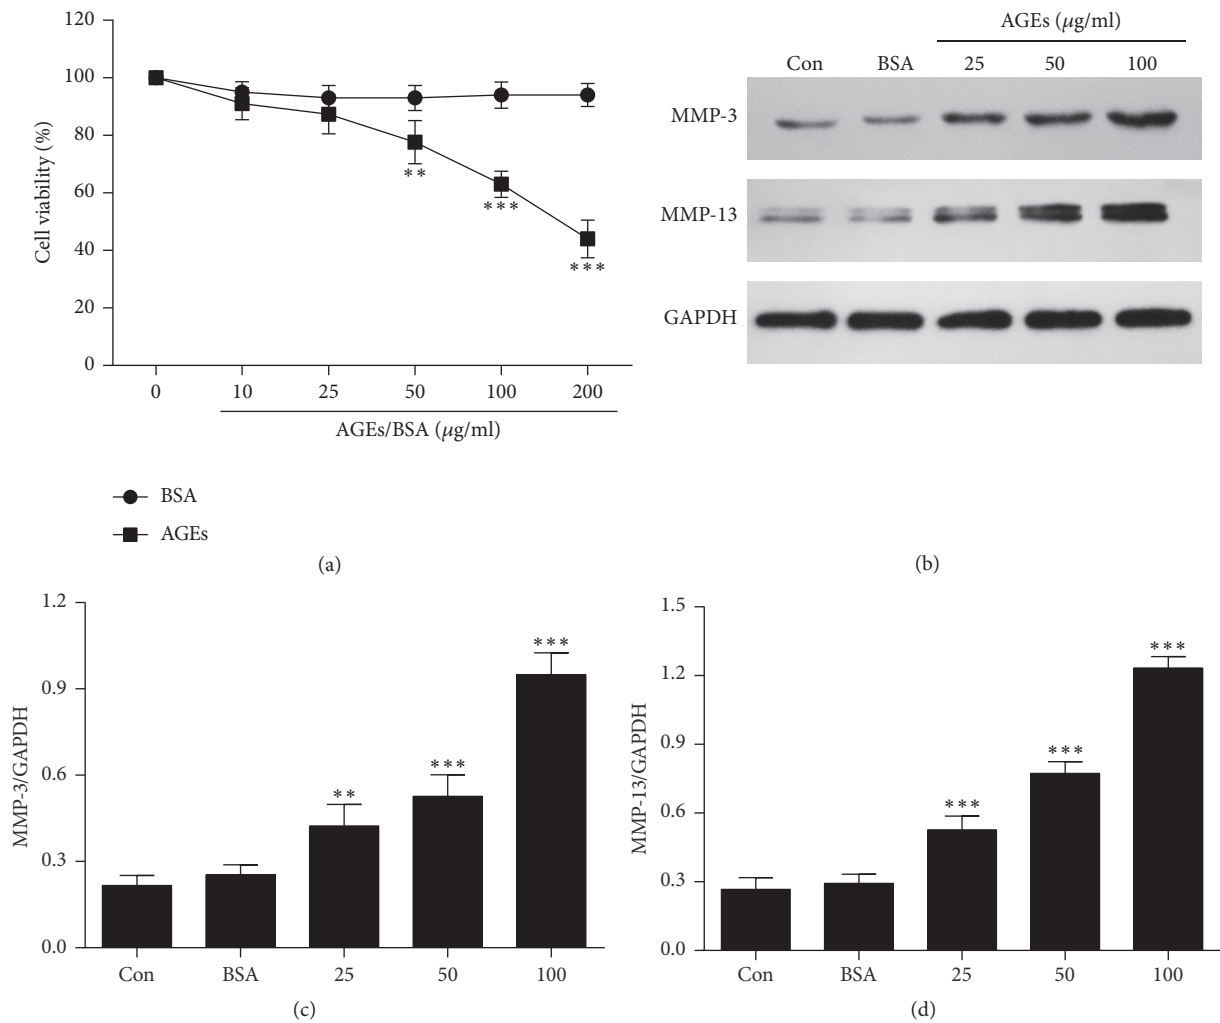 120
100
80
60
40
20
0
Cell viability (%)
**
***
***
0 10 25 50 100 200
AGEs/BSA (μg/ml)
BSA
AGEs
(a)
AGEs (μg/ml)
Con BSA 25 50 100
MMP-3
MMP-13
GAPDH
(b)
1.2
0.9
0.6
0.3
0.0
MMP-3/GAPDH
**
***
***
Con BSA 25 50 100
(c)
1.5
1.2
0.9
0.6
0.3
0.0
MMP-13/GAPDH
***
***
***
Con BSA 25 50 100
(d)